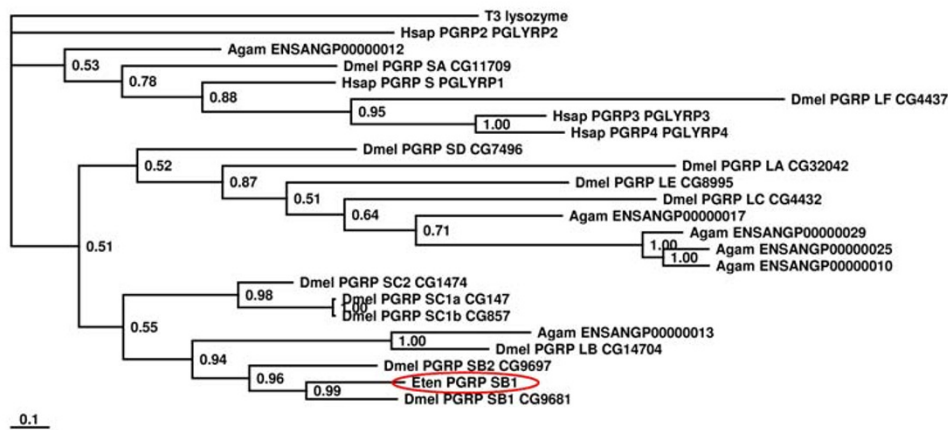 T3 lysozyme
Hsap PGRP2 PGLYRP2
Agam ENSANGP00000012
0.53
Dmel PGRP SA CG11709
0.78
Hsap PGRP S PGLYRP1
0.88
Dmel PGRP LF CG4437
0.95
Hsap PGRP3 PGLYRP3
1.00
Hsap PGRP4 PGLYRP4
Dmel PGRP SD CG7496
0.52
Dmel PGRP LA CG32042
0.87
Dmel PGRP LE CG8995
0.51
Dmel PGRP LC CG4432
0.64
Agam ENSANGP00000017
0.71
Agam ENSANGP00000029
1.00
Agam ENSANGP00000025
1.00
Agam ENSANGP00000010
0.51
Dmel PGRP SC2 CG1474
0.98
Dmel PGRP SC1a CG147
1.00
Dmel PGRP SC1b CG857
0.55
Agam ENSANGP00000013
1.00
Dmel PGRP LB CG14704
0.94
Dmel PGRP SB2 CG9697
0.96
Eten PGRP SB1
0.99
Dmel PGRP SB1 CG9681
0.1